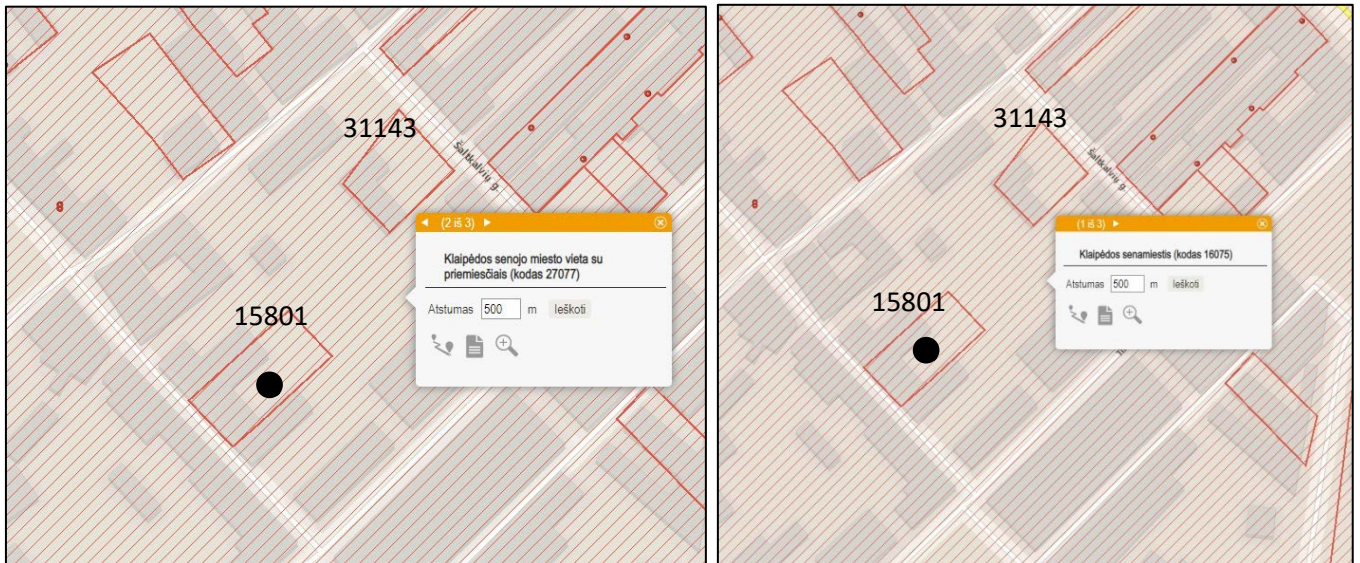 31143
Šaltkalvių g.
(2 iš 3)
Klaipėdos senojo miesto vieta su
priemiesčiais (kodas 27077)
Atstumas 500 m Ieškoti
15801
31143
Šaltkalvių g.
(1 iš 3)
Klaipėdos senamiestis (kodas 16075)
Atstumas 500 m Ieškoti
15801